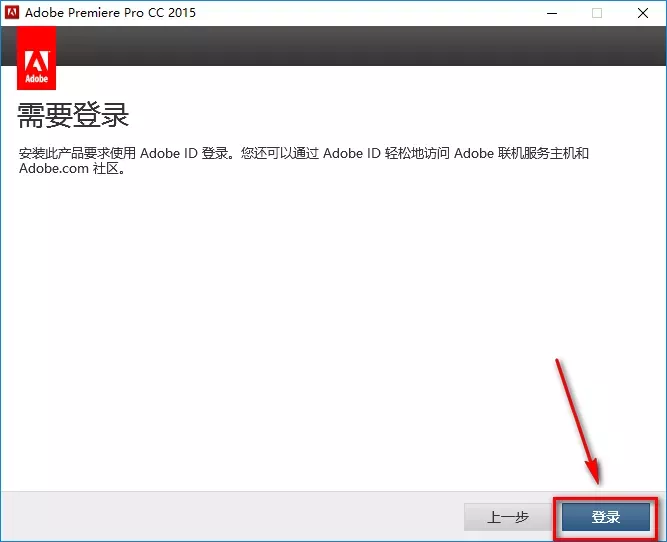 Adobe Premiere Pro CC 2015
Adobe
需要登录
安装此产品要求使用 Adobe ID 登录。您还可以通过 Adobe ID 轻松地访问 Adobe 联机服务主机和
Adobe.com 社区。
上一步
登录